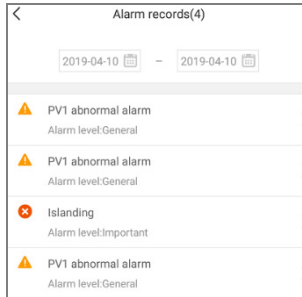 Alarm records(4)
2019-04-10 – 2019-04-10
PV1 abnormal alarm
Alarm level:General
PV1 abnormal alarm
Alarm level:General
Islanding
Alarm level:Important
PV1 abnormal alarm
Alarm level:General